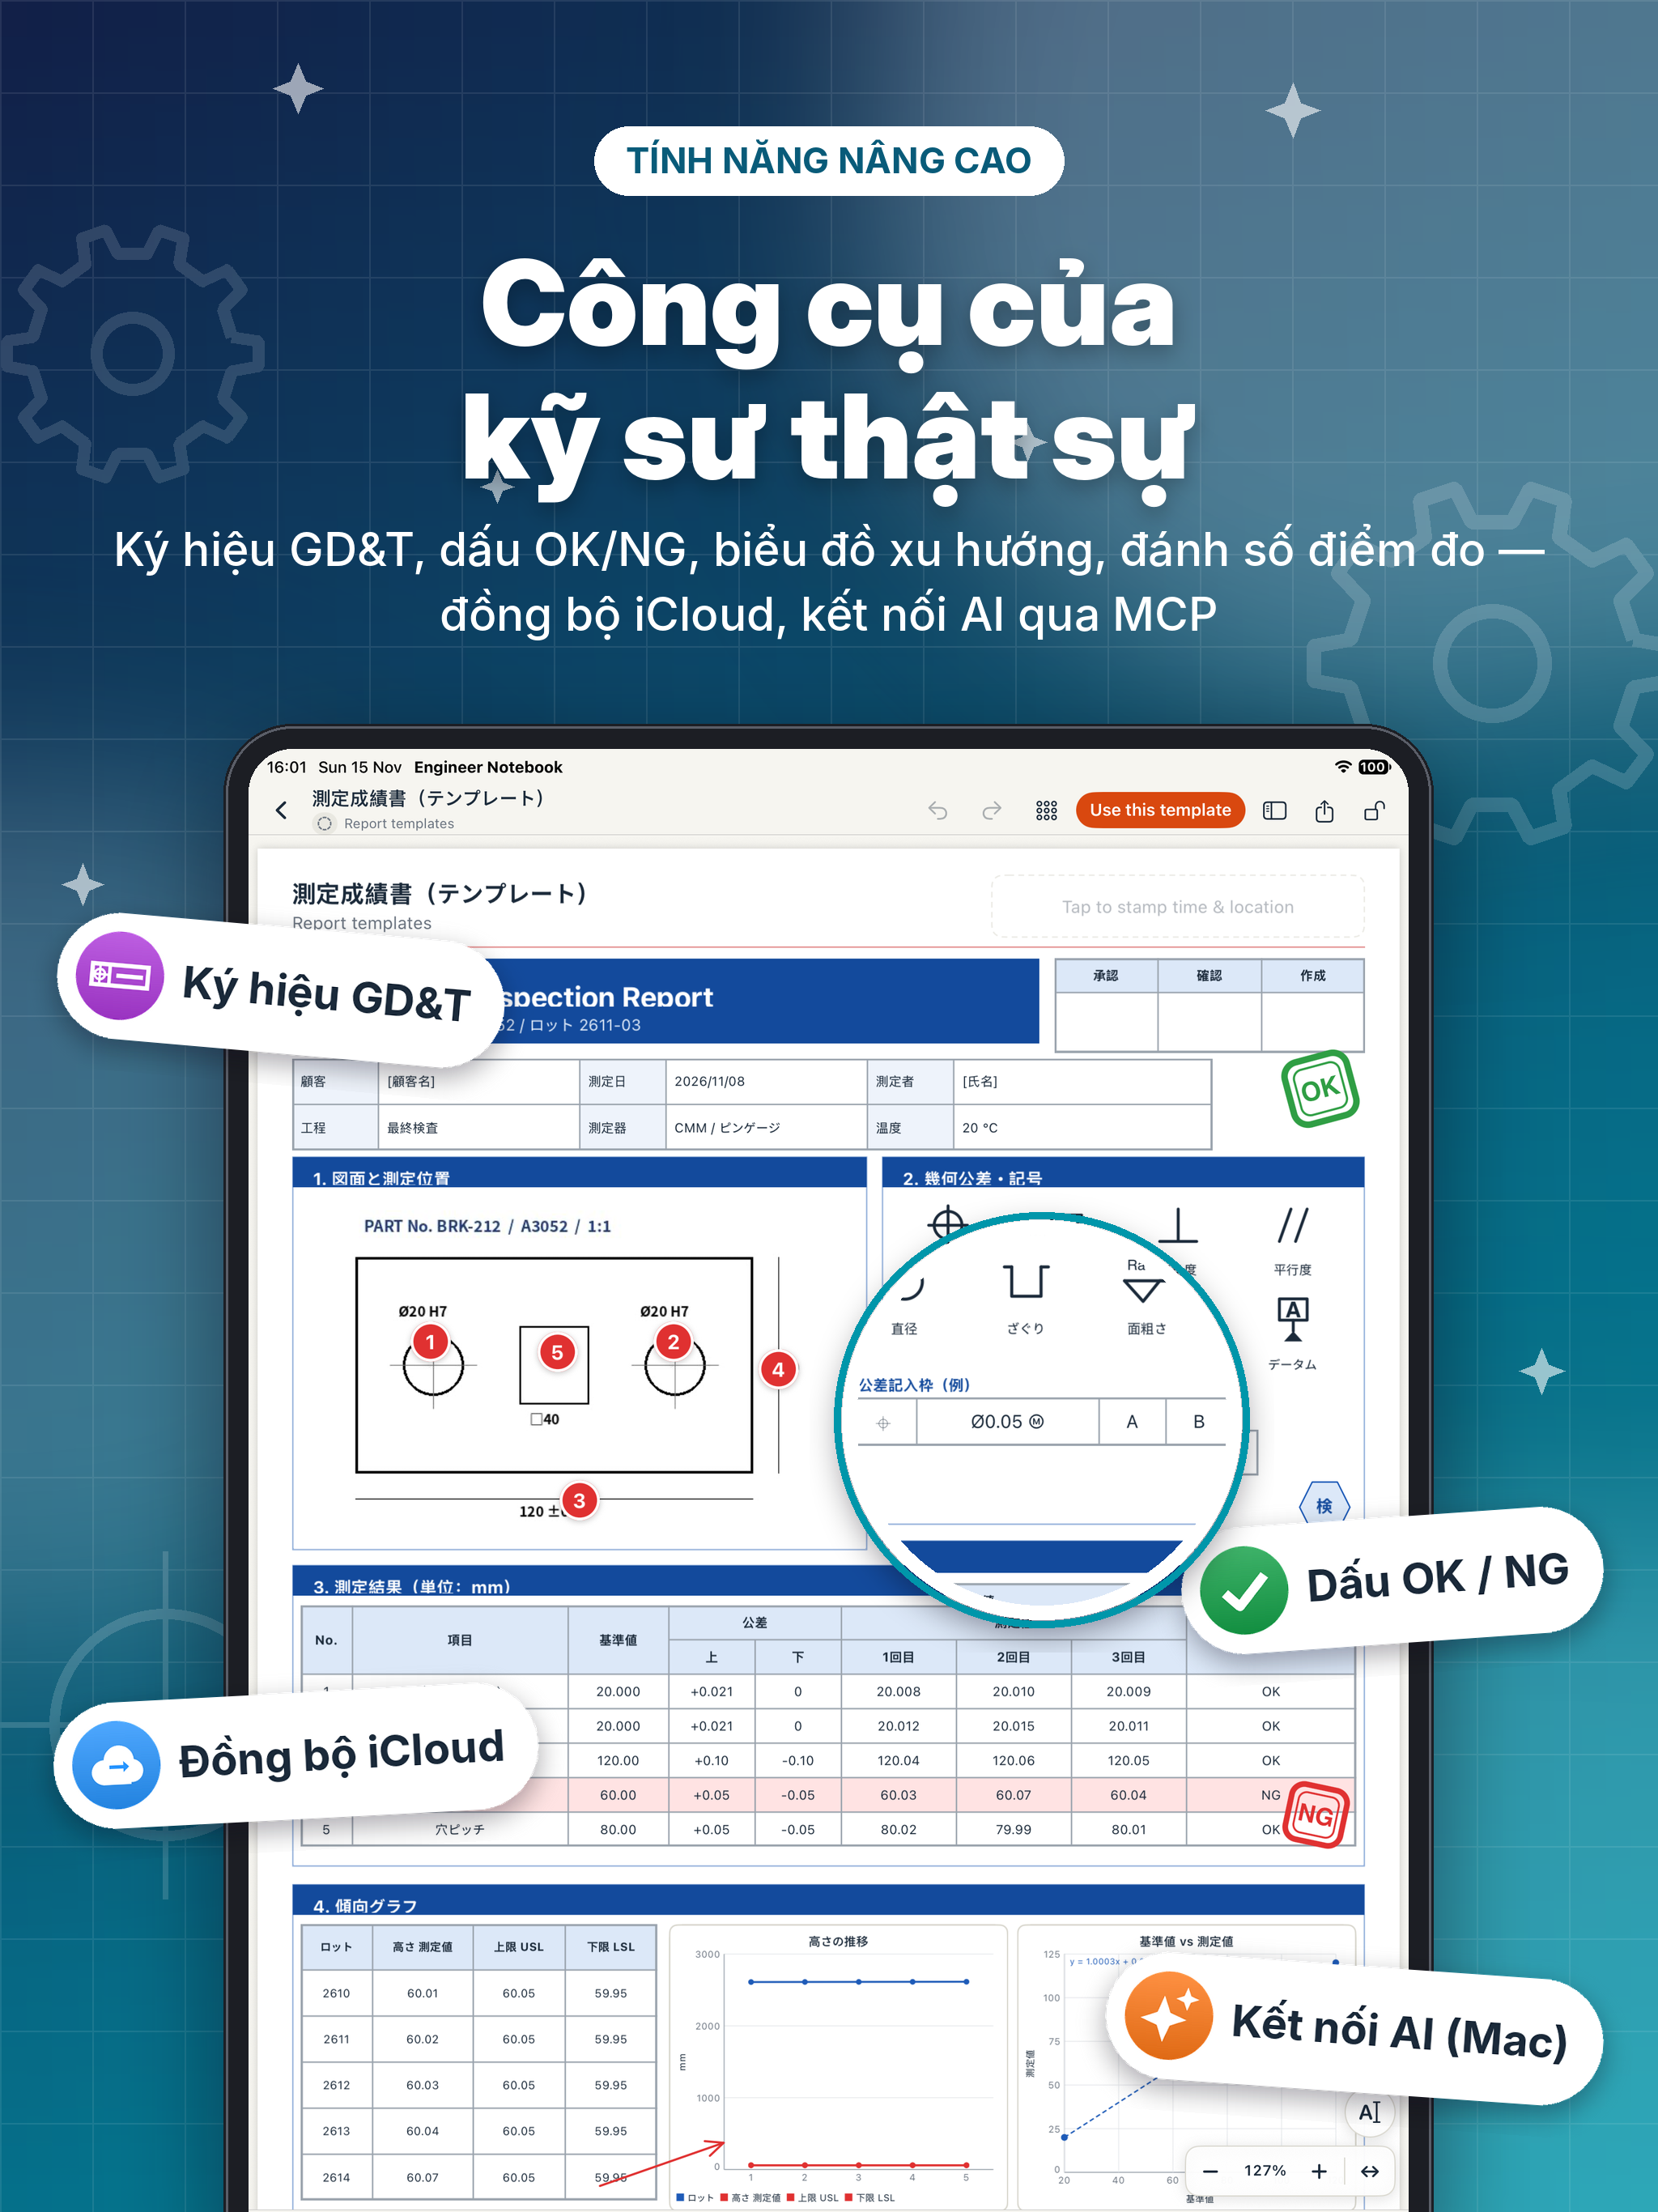 TÍNH NĂNG NÂNG CAO
Công cụ của
kỹ sư thật sự
Ký hiệu GD&T, dấu OK/NG, biểu đồ xu hướng, đánh số điểm đo —
đồng bộ iCloud, kết nối AI qua MCP
16:01 Sun 15 Nov Engineer Notebook 100
測定成績書（テンプレート）
Report templates
Use this template
測定成績書（テンプレート）
Report templates
Tap to stamp time & location
Ký hiệu GD&T
spection Report
52 / ロット 2611-03
承認 確認 作成
顧客 [顧客名] 測定日 2026/11/08 測定者 [氏名]
工程 最終検査 測定器 CMM / ピンゲージ 温度 20 °C
OK
1. 図面と測定位置
PART No. BRK-212 / A3052 / 1:1
Ø20 H7 Ø20 H7
1 5 2 4
□40
120 ± 3
2. 幾何公差・記号
度 平行度
Ra
直径 ざぐり 面粗さ
A
データム
公差記入枠（例）
Ø0.05 Ⓜ A B
検
Dấu OK / NG
3. 測定結果（単位：mm）
No. 項目 基準値 公差
上 下 1回目 2回目 3回目
20.000 +0.021 0 20.008 20.010 20.009 OK
20.000 +0.021 0 20.012 20.015 20.011 OK
120.00 +0.10 -0.10 120.04 120.06 120.05 OK
60.00 +0.05 -0.05 60.03 60.07 60.04 NG
5 穴ピッチ 80.00 +0.05 -0.05 80.02 79.99 80.01 OK
NG
Đồng bộ iCloud
4. 傾向グラフ
ロット 高さ 測定値 上限 USL 下限 LSL
2610 60.01 60.05 59.95
2611 60.02 60.05 59.95
2612 60.03 60.05 59.95
2613 60.04 60.05 59.95
2614 60.07 60.05 59.95
高さの推移
3000
2000
1000
0
mm
1 2 3 4 5
ロット 高さ 測定値 上限 USL 下限 LSL
基準値 vs 測定値
y = 1.0003x + 0
125
100
75
50
25
0
測定値
20 40 60
基準値
Kết nối AI (Mac)
A
127%